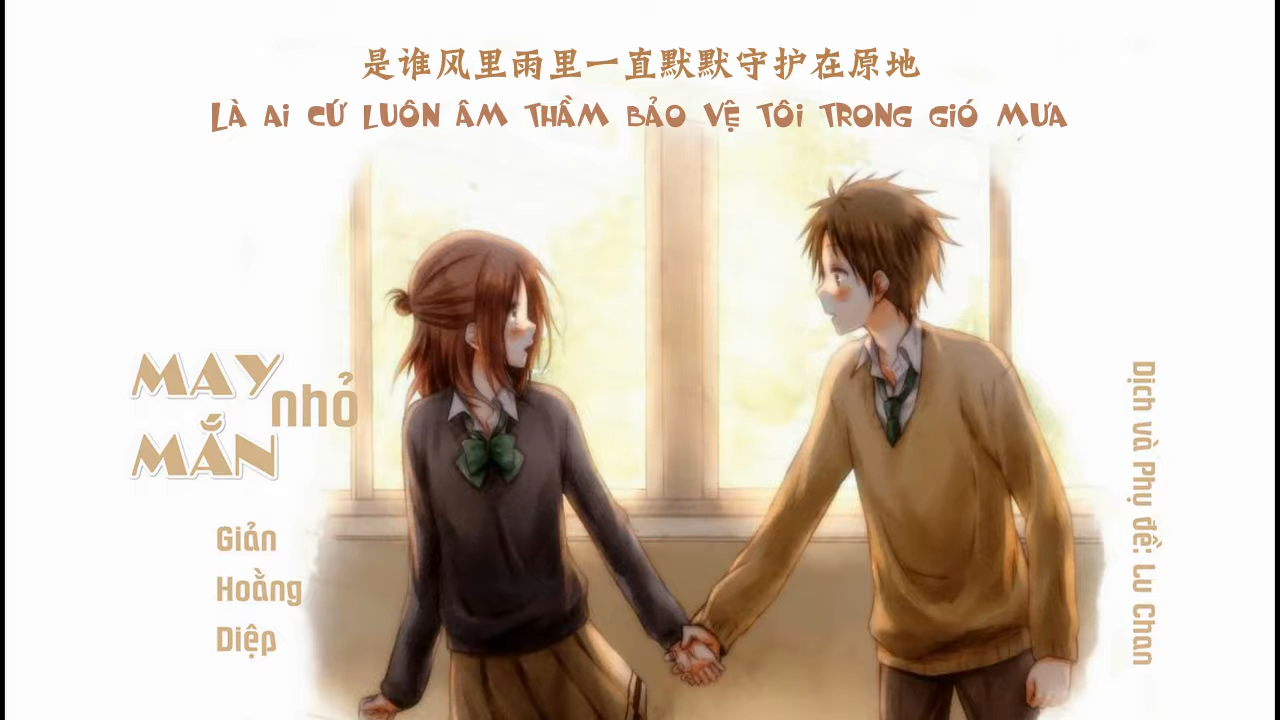 是谁风里雨里一直默默守护在原地
Là ai cứ luôn âm thầm bảo vệ tôi trong gió mưa
MAY
nhỏ
MẮN
Giản
Hoằng
Diệp
Dịch và Phụ đề: Lu Chan